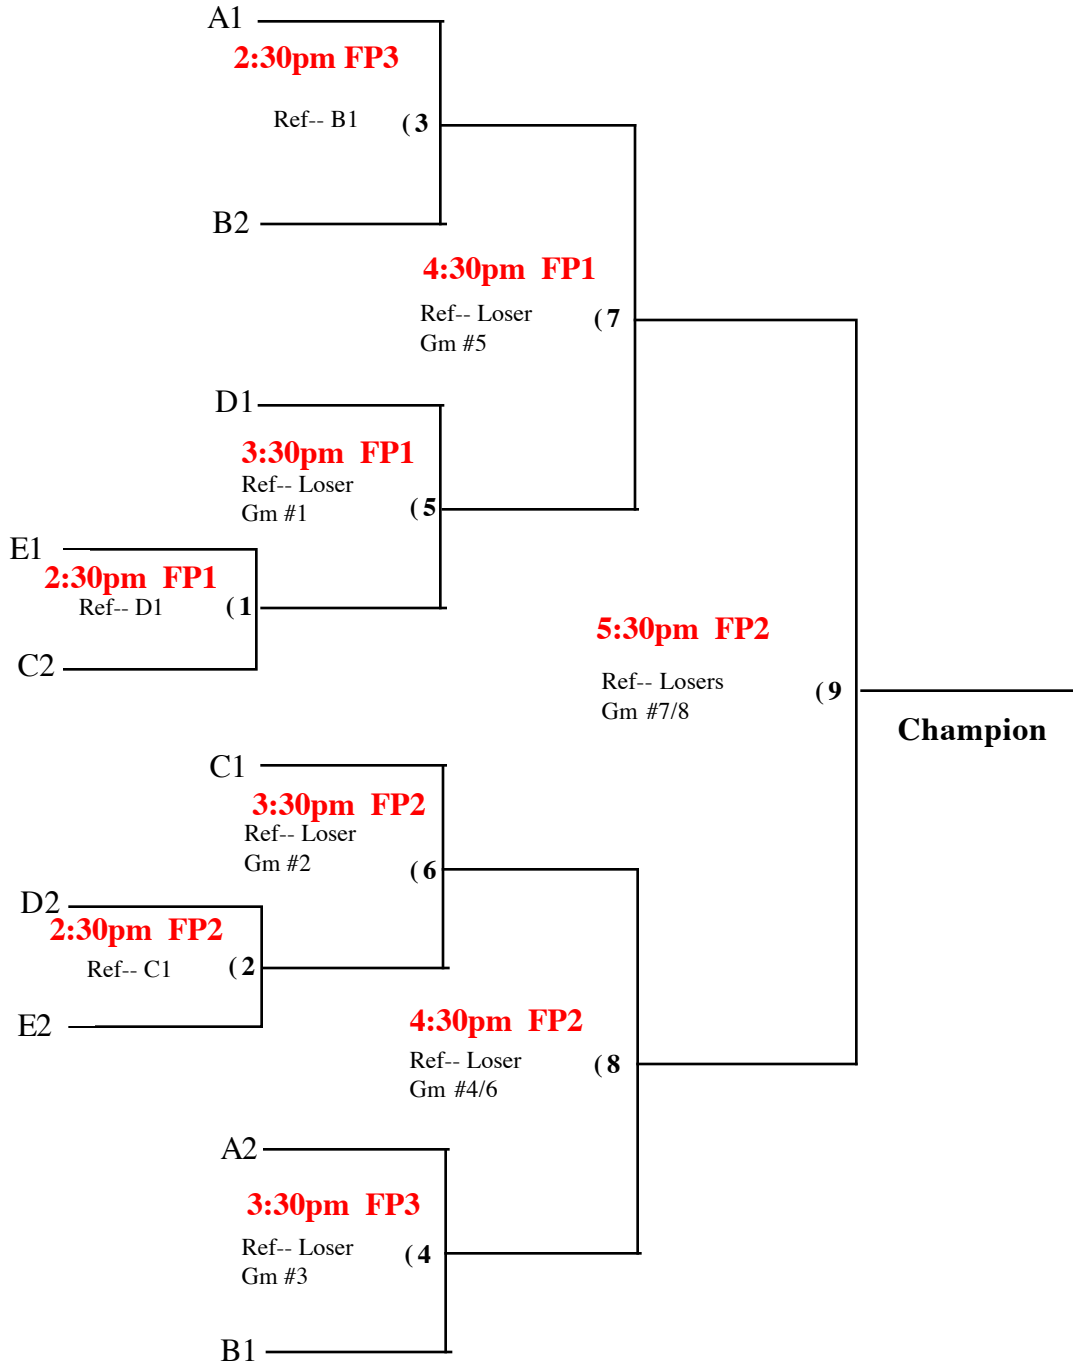 A1
2:30pm FP3
Ref-- B1
(3
B2
4:30pm FP1
Ref-- Loser
Gm #5
(7
D1
3:30pm FP1
Ref-- Loser
Gm #1
(5
E1
2:30pm FP1
Ref-- D1
(1
C2
5:30pm FP2
Ref-- Losers
Gm #7/8
(9
Champion
C1
3:30pm FP2
Ref-- Loser
Gm #2
(6
D2
2:30pm FP2
Ref-- C1
(2
E2
4:30pm FP2
Ref-- Loser
Gm #4/6
(8
A2
3:30pm FP3
Ref-- Loser
Gm #3
(4
B1